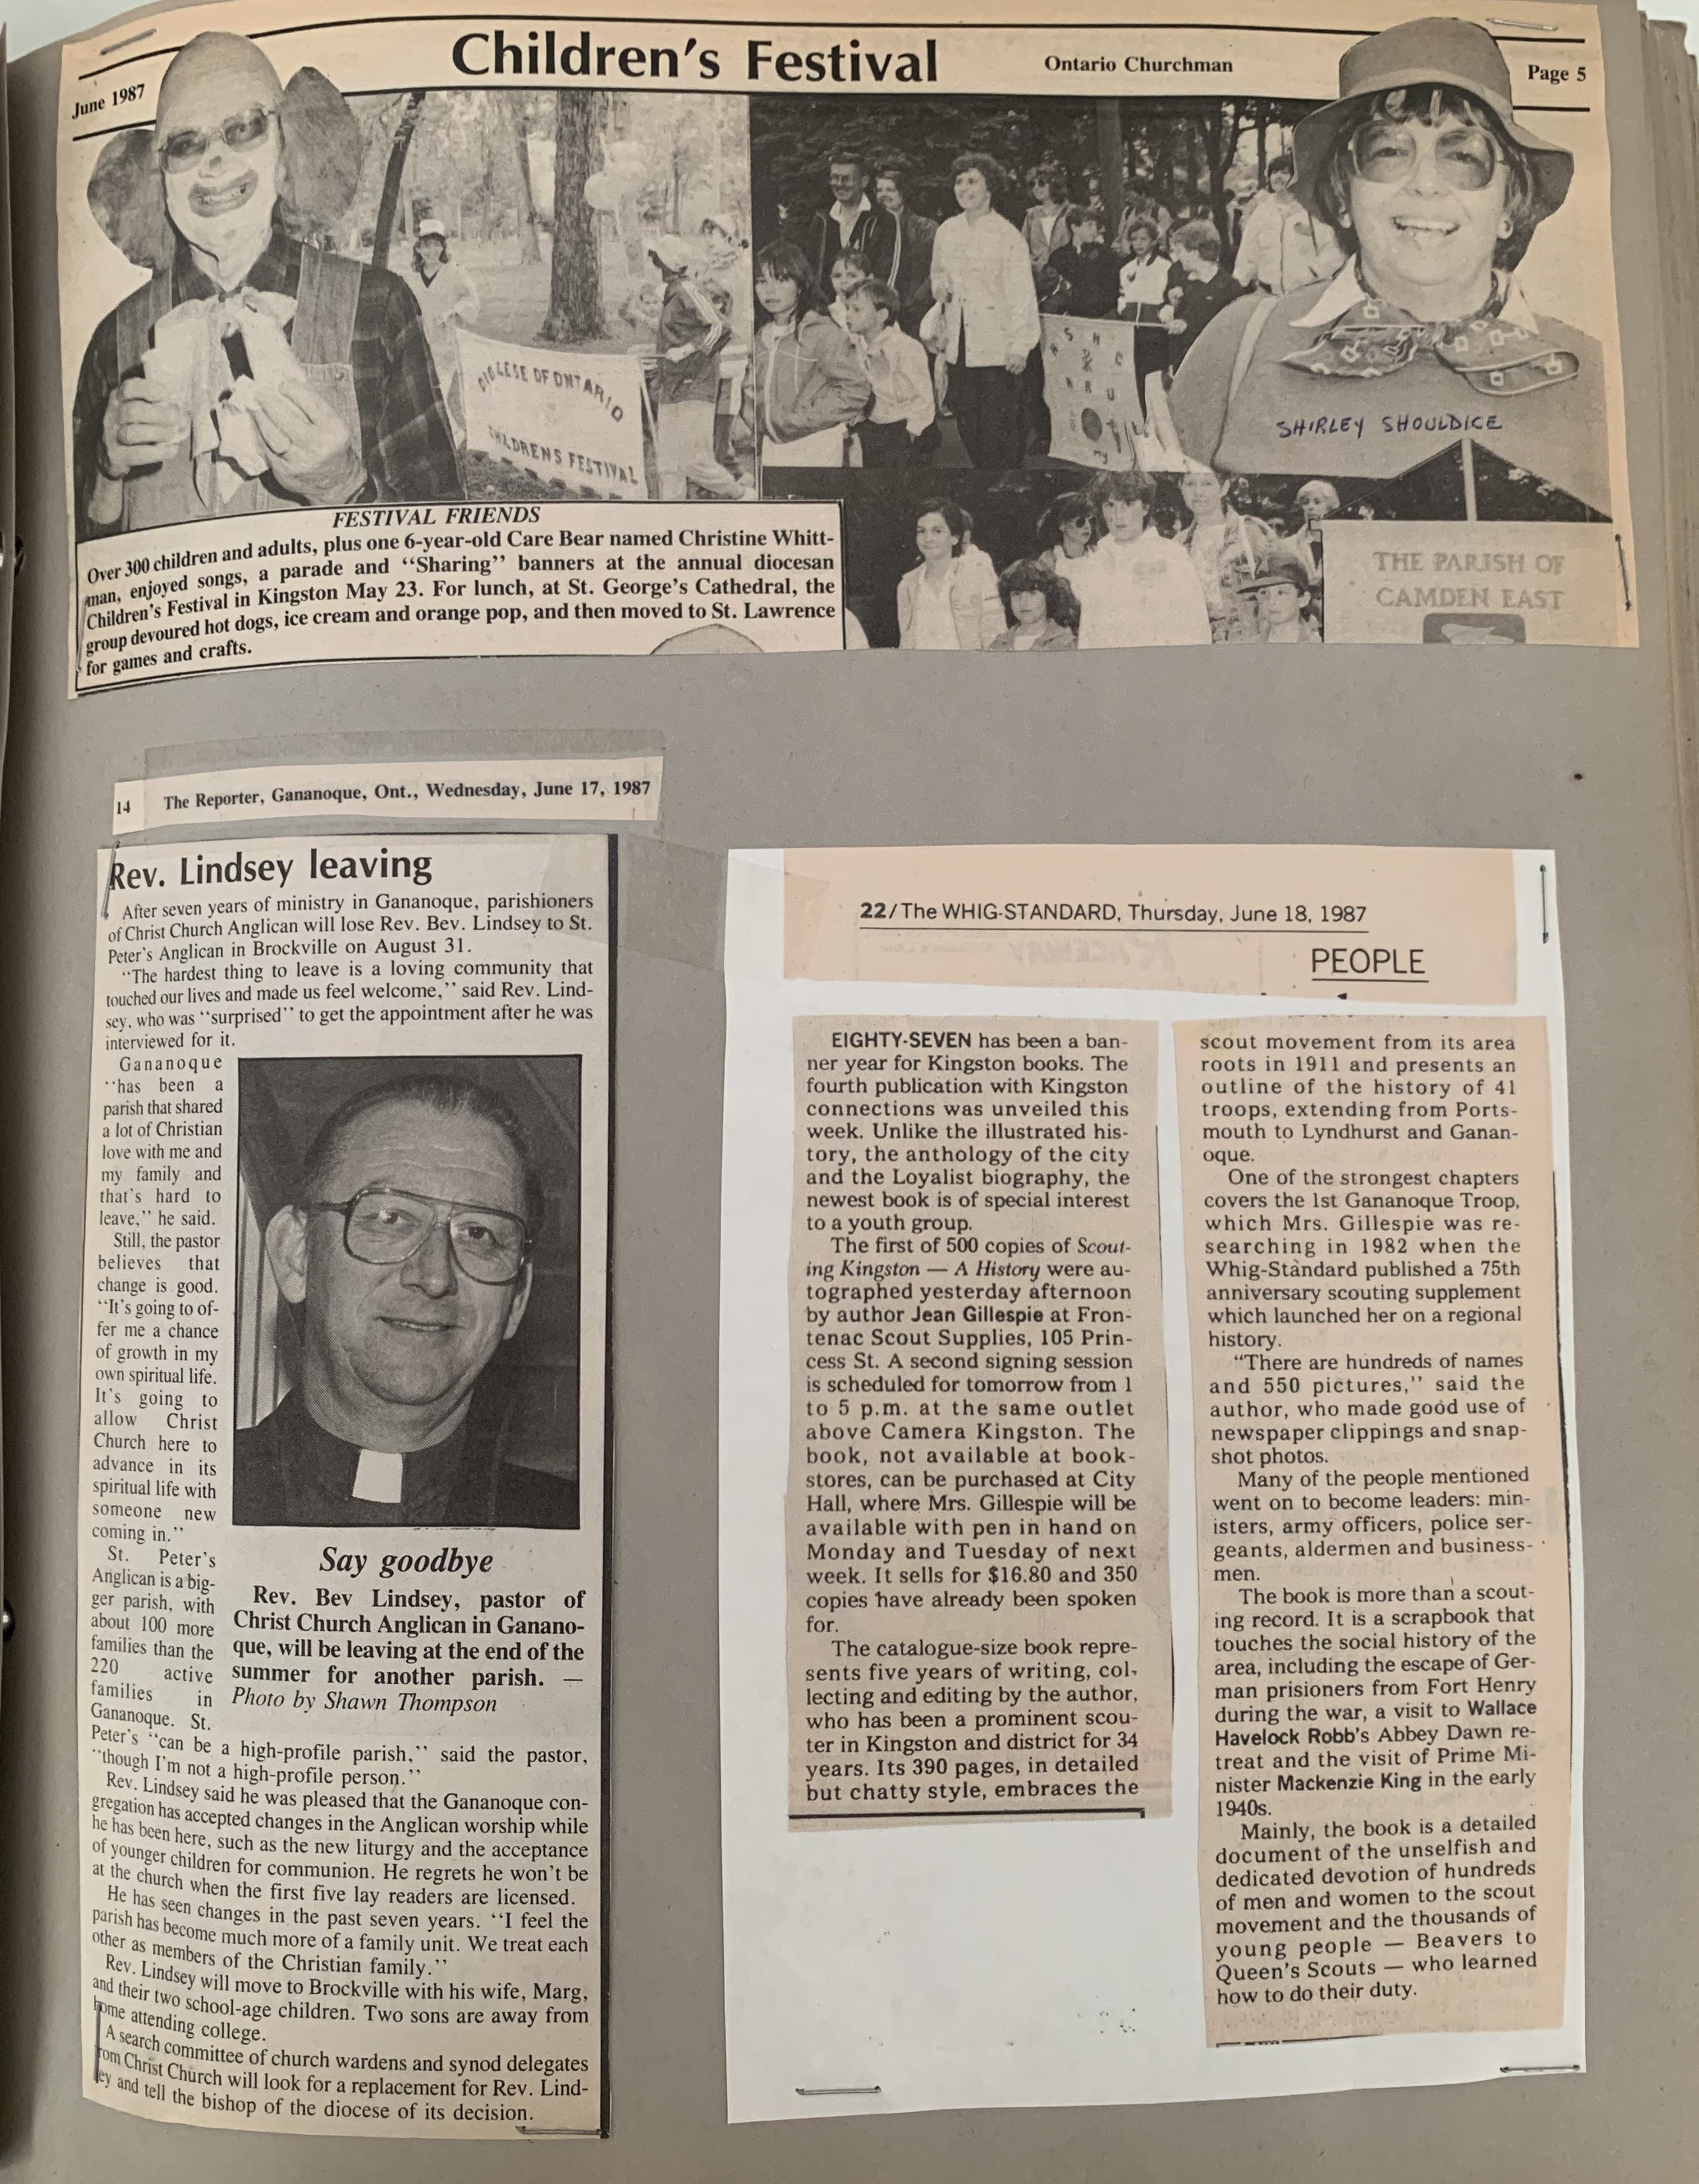 Children's Festival
June 1987
Ontario Churchman
Page 5
DIOCESE OF ONTARIO
CHILDRENS FESTIVAL
SHIRLEY SHOULDICE
THE PARISH OF
CAMDEN EAST
FESTIVAL FRIENDS
Over 300 children and adults, plus one 6-year-old Care Bear named Christine Whitt-
man, enjoyed songs, a parade and “Sharing” banners at the annual diocesan
Children's Festival in Kingston May 23. For lunch, at St. George's Cathedral, the
group devoured hot dogs, ice cream and orange pop, and then moved to St. Lawrence
for games and crafts.
14 The Reporter, Gananoque, Ont., Wednesday, June 17, 1987
Rev. Lindsey leaving
After seven years of ministry in Gananoque, parishioners
of Christ Church Anglican will lose Rev. Bev. Lindsey to St.
Peter's Anglican in Brockville on August 31.
“The hardest thing to leave is a loving community that
touched our lives and made us feel welcome,” said Rev. Lind-
sey, who was “surprised” to get the appointment after he was
interviewed for it.
Gananoque
“has been a
parish that shared
a lot of Christian
love with me and
my family and
that's hard to
leave,” he said.
Still, the pastor
believes that
change is good.
“It's going to of-
fer me a chance
of growth in my
own spiritual life.
It's going to
allow Christ
Church here to
advance in its
spiritual life with
someone new
coming in.”
St. Peter's
Anglican is a big-
ger parish, with
about 100 more
families than the
220 active
families in
Gananoque. St.
Peter's “can be a high-profile parish,” said the pastor,
“though I'm not a high-profile person.”
Rev. Lindsey said he was pleased that the Gananoque con-
gregation has accepted changes in the Anglican worship while
he has been here, such as the new liturgy and the acceptance
of younger children for communion. He regrets he won't be
at the church when the first five lay readers are licensed.
He has seen changes in the past seven years. “I feel the
parish has become much more of a family unit. We treat each
other as members of the Christian family.”
Rev. Lindsey will move to Brockville with his wife, Marg,
and their two school-age children. Two sons are away from
home attending college.
A search committee of church wardens and synod delegates
from Christ Church will look for a replacement for Rev. Lind-
ey and tell the bishop of the diocese of its decision.
Say goodbye
Rev. Bev Lindsey, pastor of
Christ Church Anglican in Ganano-
que, will be leaving at the end of the
summer for another parish. —
Photo by Shawn Thompson
22/The WHIG-STANDARD, Thursday, June 18, 1987
PEOPLE
EIGHTY-SEVEN has been a ban-
ner year for Kingston books. The
fourth publication with Kingston
connections was unveiled this
week. Unlike the illustrated his-
tory, the anthology of the city
and the Loyalist biography, the
newest book is of special interest
to a youth group.
The first of 500 copies of Scout-
ing Kingston — A History were au-
tographed yesterday afternoon
by author Jean Gillespie at Fron-
tenac Scout Supplies, 105 Prin-
cess St. A second signing session
is scheduled for tomorrow from 1
to 5 p.m. at the same outlet
above Camera Kingston. The
book, not available at book-
stores, can be purchased at City
Hall, where Mrs. Gillespie will be
available with pen in hand on
Monday and Tuesday of next
week. It sells for $16.80 and 350
copies have already been spoken
for.
The catalogue-size book repre-
sents five years of writing, col-
lecting and editing by the author,
who has been a prominent scou-
ter in Kingston and district for 34
years. Its 390 pages, in detailed
but chatty style, embraces the
scout movement from its area
roots in 1911 and presents an
outline of the history of 41
troops, extending from Ports-
mouth to Lyndhurst and Ganan-
oque.
One of the strongest chapters
covers the 1st Gananoque Troop,
which Mrs. Gillespie was re-
searching in 1982 when the
Whig-Standard published a 75th
anniversary scouting supplement
which launched her on a regional
history.
“There are hundreds of names
and 550 pictures,” said the
author, who made good use of
newspaper clippings and snap-
shot photos.
Many of the people mentioned
went on to become leaders: min-
isters, army officers, police ser-
geants, aldermen and business-
men.
The book is more than a scout-
ing record. It is a scrapbook that
touches the social history of the
area, including the escape of Ger-
man prisioners from Fort Henry
during the war, a visit to Wallace
Havelock Robb's Abbey Dawn re-
treat and the visit of Prime Mi-
nister Mackenzie King in the early
1940s.
Mainly, the book is a detailed
document of the unselfish and
dedicated devotion of hundreds
of men and women to the scout
movement and the thousands of
young people — Beavers to
Queen's Scouts — who learned
how to do their duty.